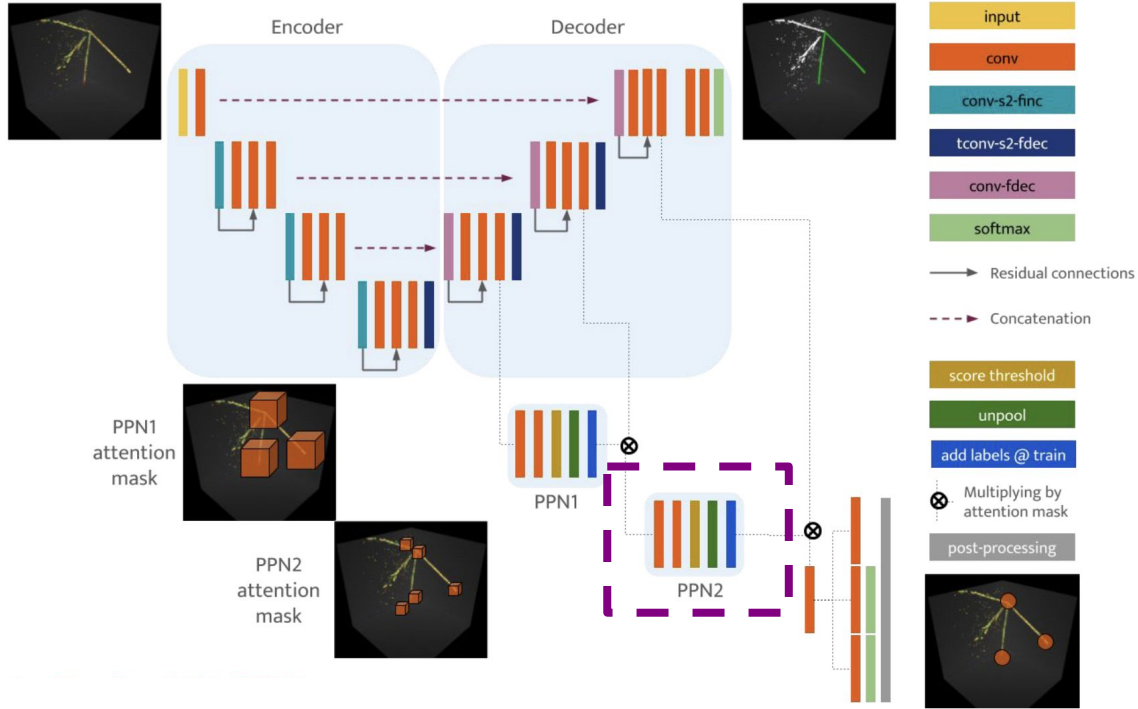 Encoder
Decoder
input
conv
conv-s2-finc
tconv-s2-fdec
conv-fdec
softmax
Residual connections
Concatenation
score threshold
unpool
add labels @ train
Multiplying by
attention mask
post-processing
PPN1
attention
mask
PPN1
PPN2
attention
mask
PPN2